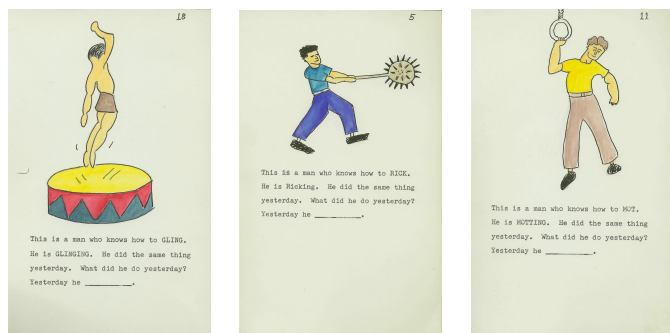 18
This is a man who knows how to GLING.
He is GLINGING. He did the same thing
yesterday. What did he do yesterday?
Yesterday he __________.
5
This is a man who knows how to RICK.
He is Ricking. He did the same thing
yesterday. What did he do yesterday?
Yesterday he __________.
11
This is a man who knows how to MOT.
He is MOTTING. He did the same thing
yesterday. What did he do yesterday?
Yesterday he __________.